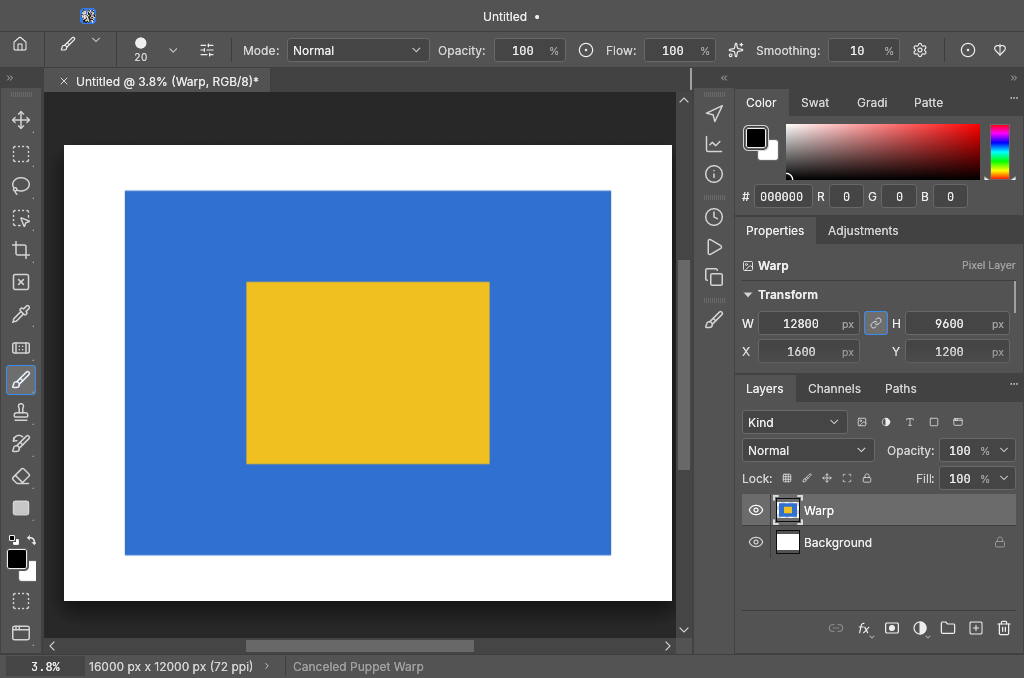 Untitled •
20
Mode: Normal Opacity: 100 % Flow: 100 % Smoothing: 10 %
Untitled @ 3.8% (Warp, RGB/8)*
Color Swat Gradi Patte
# 000000 R 0 G 0 B 0
Properties Adjustments
Warp Pixel Layer
Transform
W 12800 px H 9600 px
X 1600 px Y 1200 px
Layers Channels Paths
Kind
Normal Opacity: 100 %
Lock: Fill: 100 %
Warp
Background
fx
3.8% 16000 px x 12000 px (72 ppi) Canceled Puppet Warp